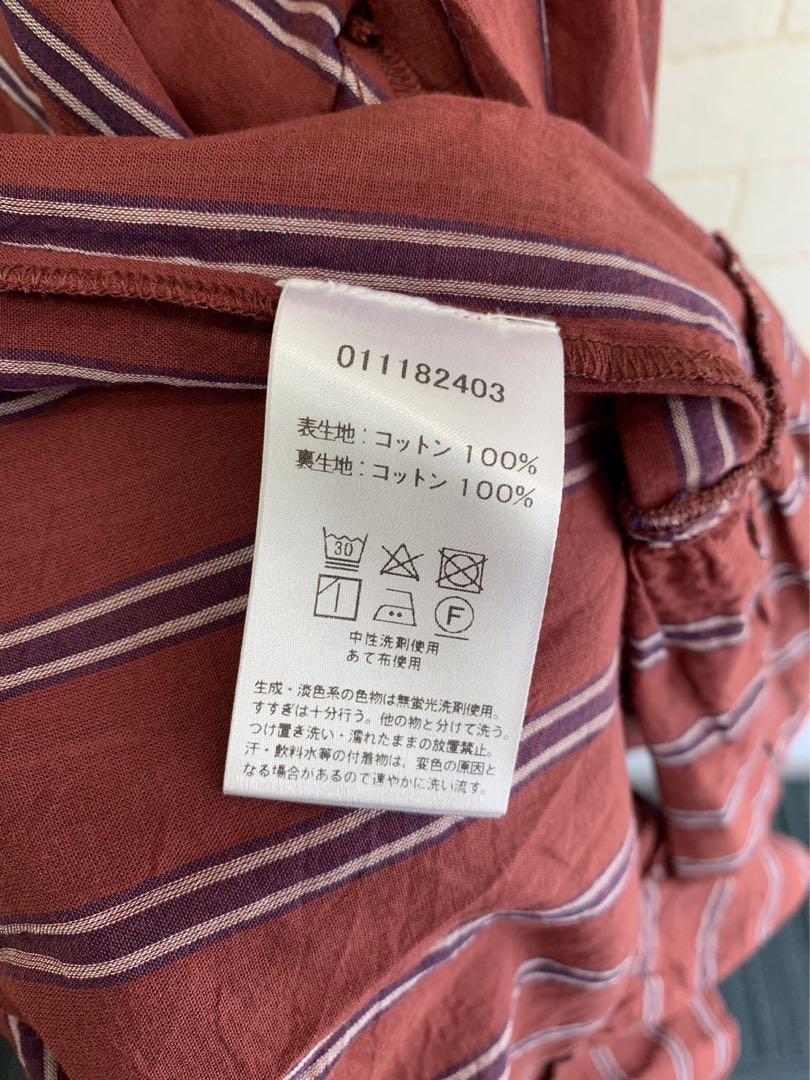 011182403
表生地：コットン 100%
裏生地：コットン 100%
30
F
中性洗剤使用
あて布使用
生成・淡色系の色物は無蛍光洗剤使用。
すすぎは十分行う。他の物と分けて洗う。
つけ置き洗い・濡れたままの放置禁止。
汗・飲料水等の付着物は、変色の原因と
なる場合があるので速やかに洗い流す。